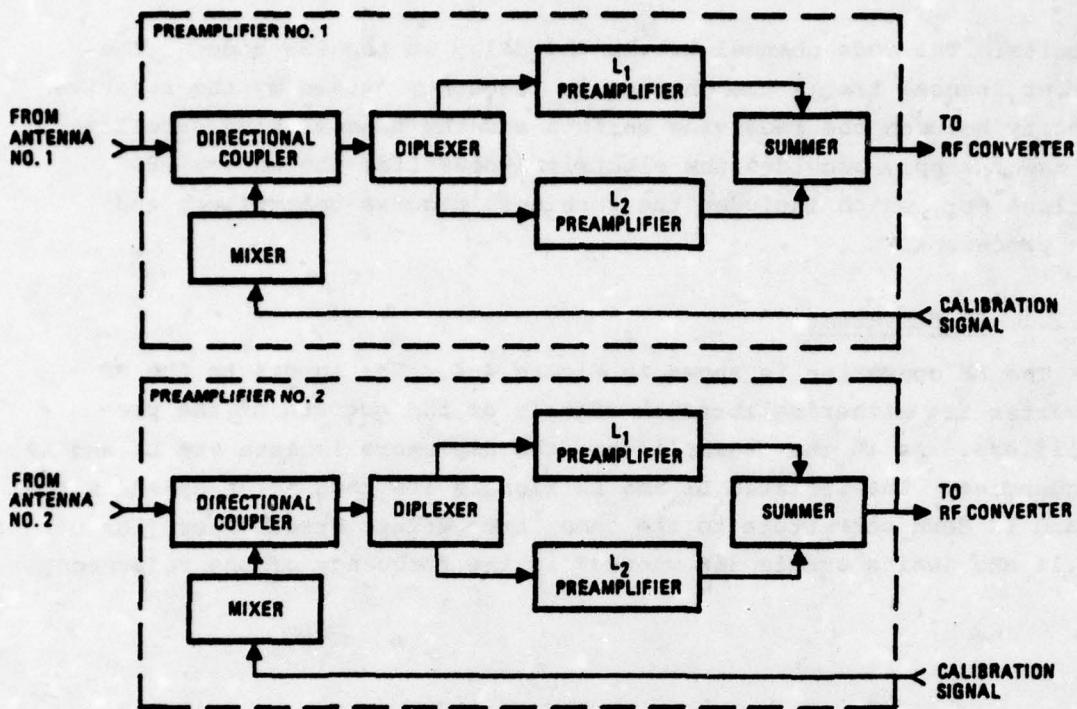 PREAMPLIFIER NO. 1
FROM
ANTENNA
NO. 1
DIRECTIONAL
COUPLER
DIPLEXER
L1
PREAMPLIFIER
L2
PREAMPLIFIER
SUMMER
TO
RF CONVERTER
MIXER
CALIBRATION
SIGNAL
PREAMPLIFIER NO. 2
FROM
ANTENNA
NO. 2
DIRECTIONAL
COUPLER
DIPLEXER
L1
PREAMPLIFIER
L2
PREAMPLIFIER
SUMMER
TO
RF CONVERTER
MIXER
CALIBRATION
SIGNAL